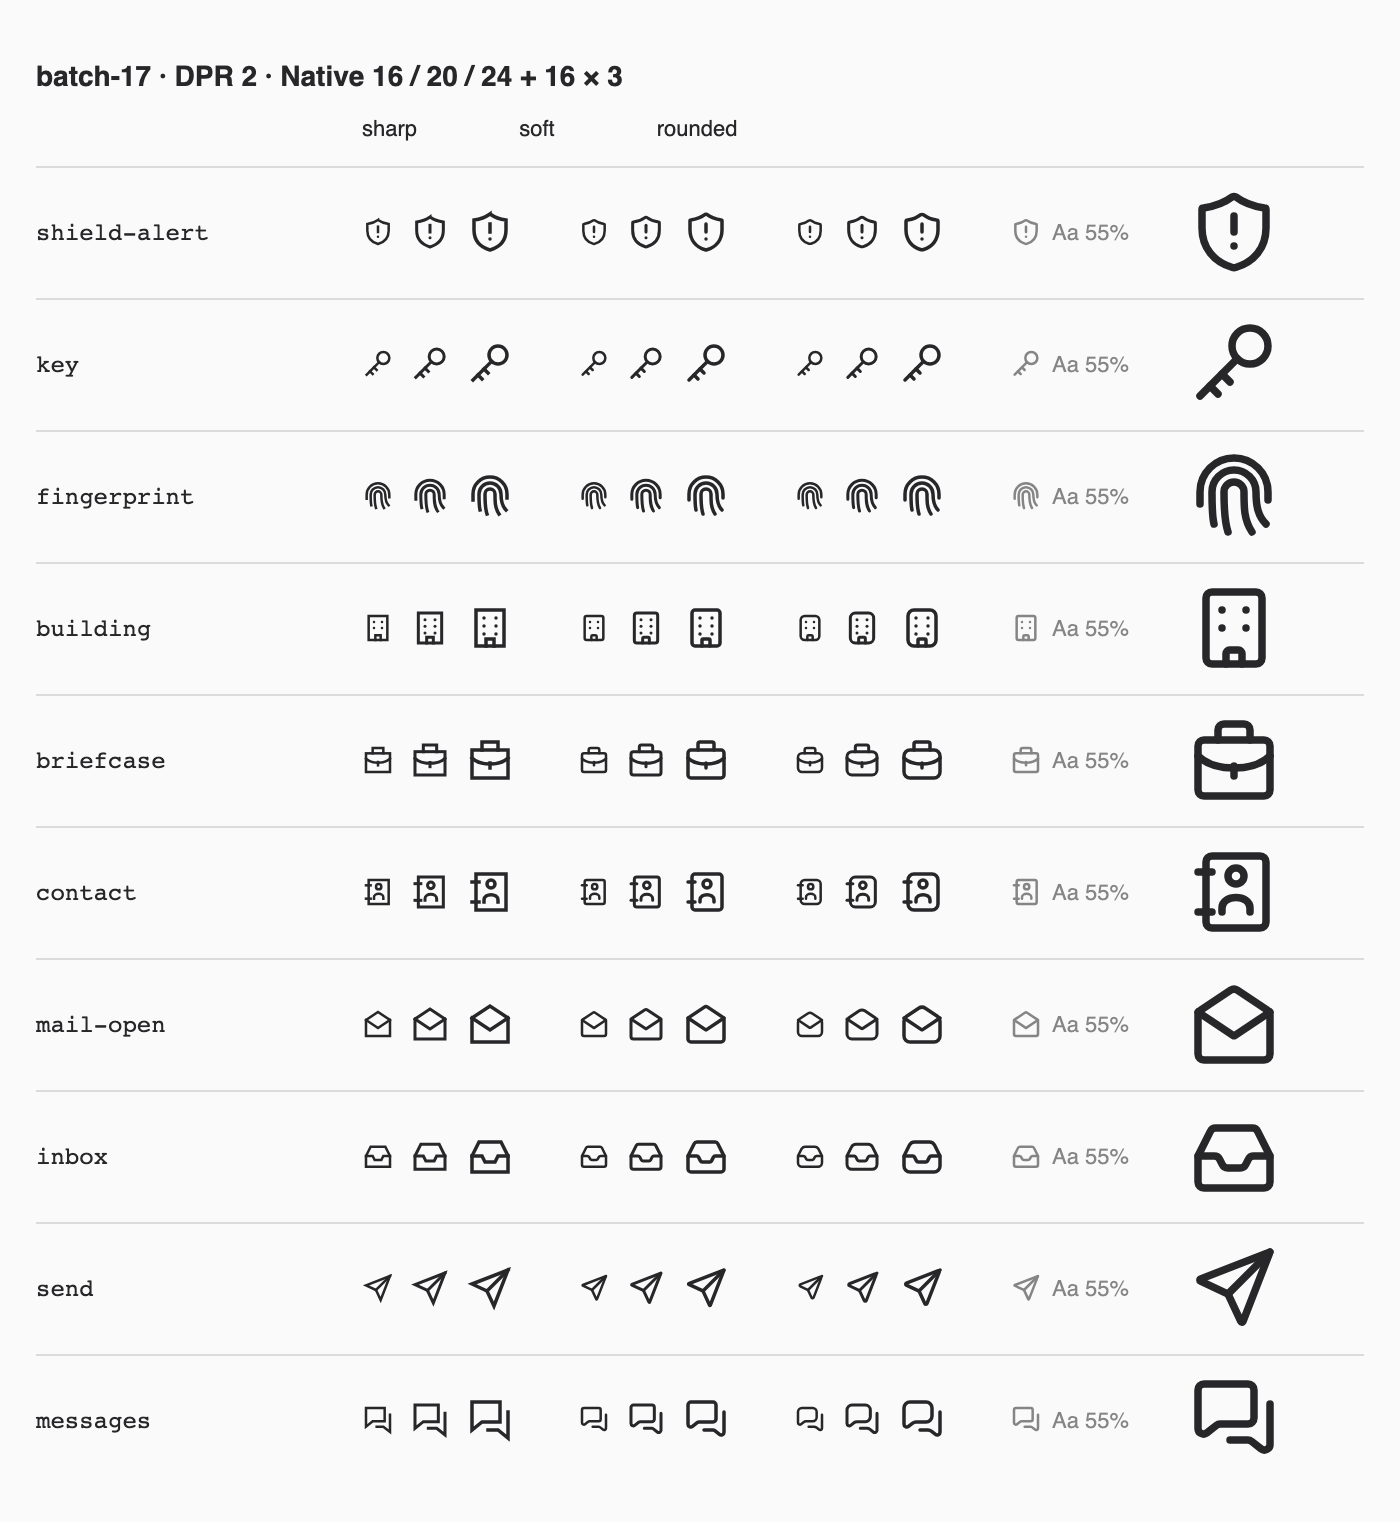 batch-17 · DPR 2 · Native 16 / 20 / 24 + 16 × 3
sharp soft rounded
shield-alert Aa 55%
key Aa 55%
fingerprint Aa 55%
building Aa 55%
briefcase Aa 55%
contact Aa 55%
mail-open Aa 55%
inbox Aa 55%
send Aa 55%
messages Aa 55%